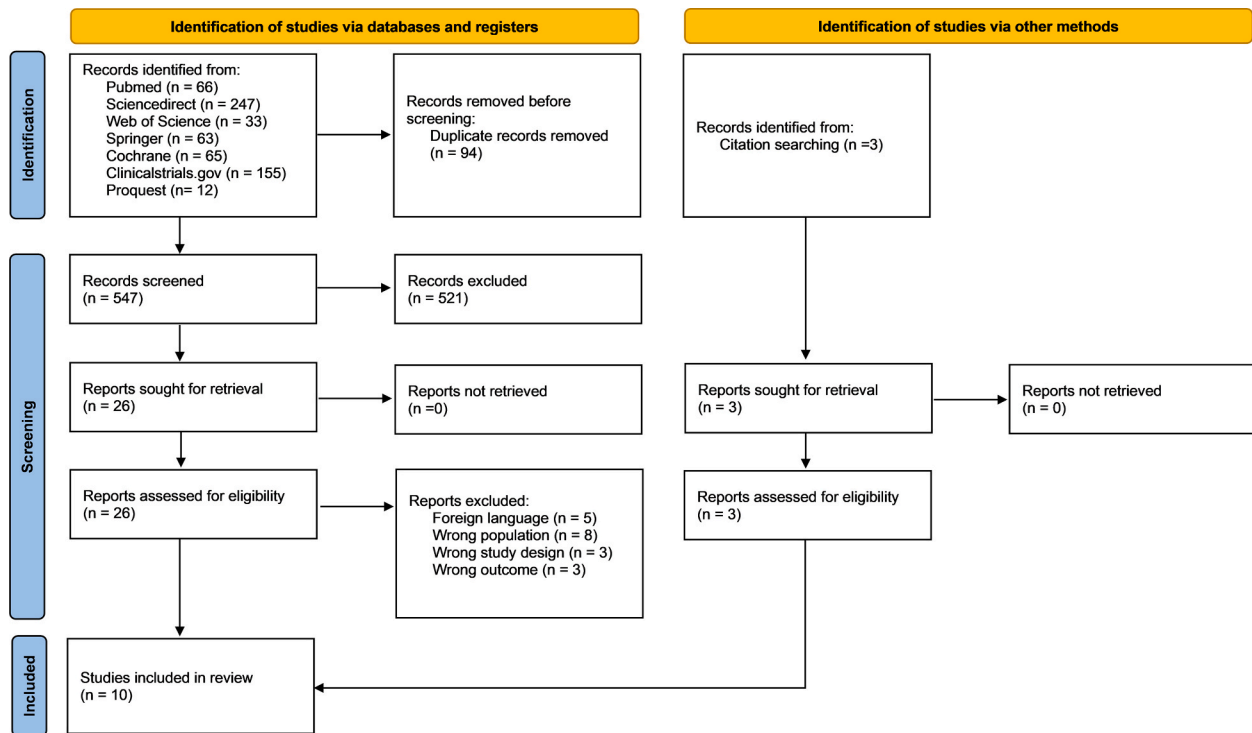 Identification of studies via databases and registers
Identification of studies via other methods
Identification
Records identified from:
Pubmed (n = 66)
Sciencedirect (n = 247)
Web of Science (n = 33)
Springer (n = 63)
Cochrane (n = 65)
Clinicalstrials.gov (n = 155)
Proquest (n= 12)
Records removed before
screening:
Duplicate records removed
(n = 94)
Records identified from:
Citation searching (n =3)
Screening
Records screened
(n = 547)
Records excluded
(n = 521)
Reports sought for retrieval
(n = 26)
Reports not retrieved
(n =0)
Reports sought for retrieval
(n = 3)
Reports not retrieved
(n = 0)
Reports assessed for eligibility
(n = 26)
Reports excluded:
Foreign language (n = 5)
Wrong population (n = 8)
Wrong study design (n = 3)
Wrong outcome (n = 3)
Reports assessed for eligibility
(n = 3)
Included
Studies included in review
(n = 10)